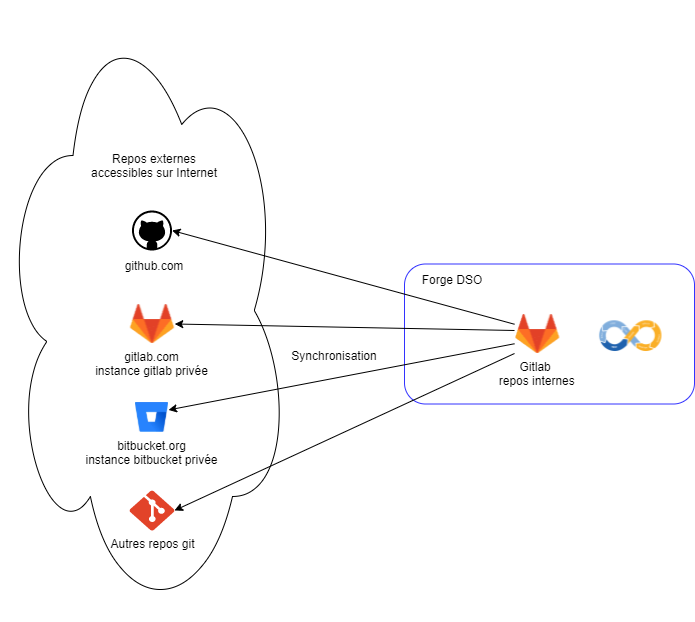 Repos externes
accessibles sur Internet
github.com
Forge DSO
gitlab.com
instance gitlab privée
Synchronisation
Gitlab
repos internes
bitbucket.org
instance bitbucket privée
Autres repos git